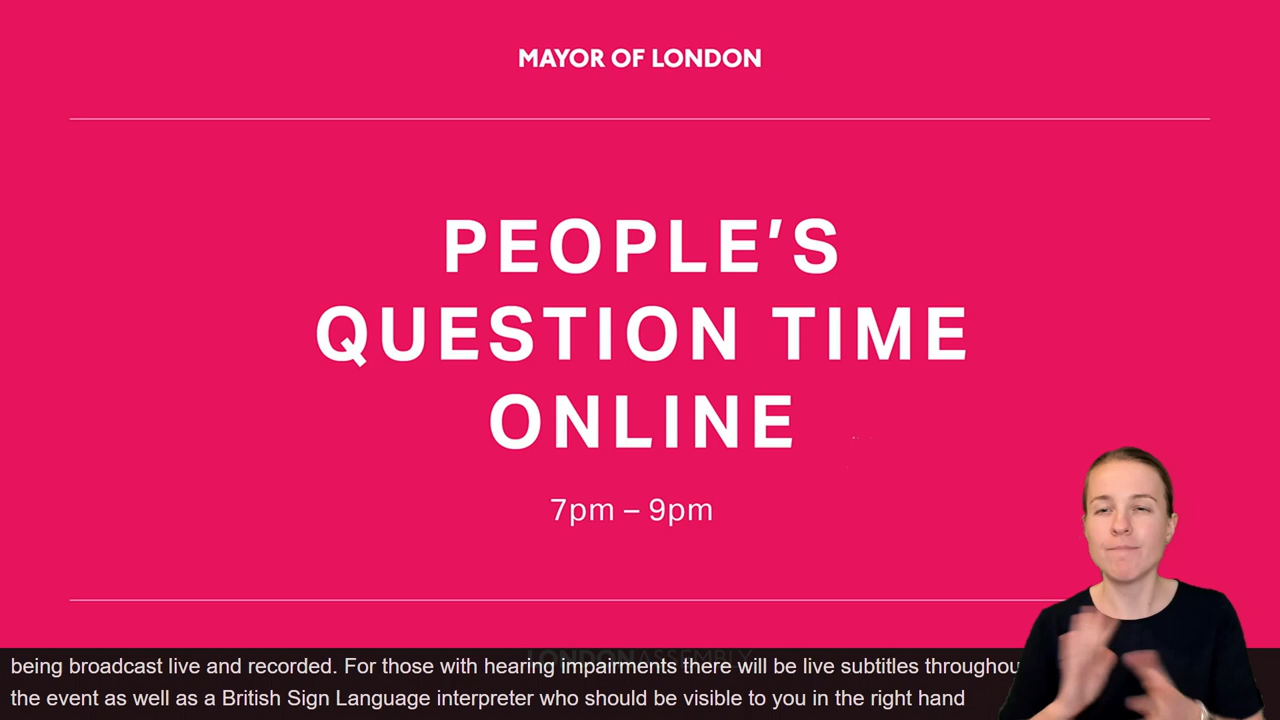 MAYOR OF LONDON
PEOPLE'S
QUESTION TIME
ONLINE
7pm – 9pm
LONDON ASSEMBLY
being broadcast live and recorded. For those with hearing impairments there will be live subtitles throughou
the event as well as a British Sign Language interpreter who should be visible to you in the right hand